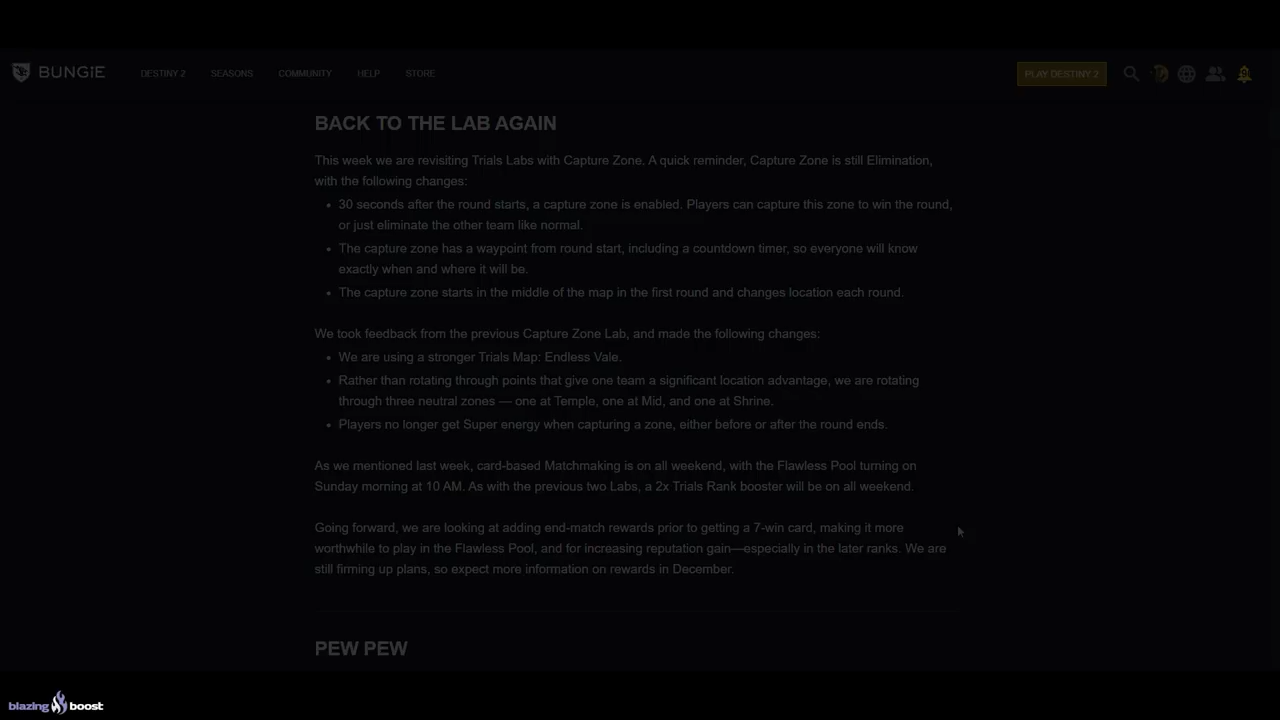 BUNGiE DESTINY 2 SEASONS COMMUNITY HELP STORE PLAY DESTINY 2
BACK TO THE LAB AGAIN
This week we are revisiting Trials Labs with Capture Zone. A quick reminder, Capture Zone is still Elimination,
with the following changes:
• 30 seconds after the round starts, a capture zone is enabled. Players can capture this zone to win the round,
or just eliminate the other team like normal.
• The capture zone has a waypoint from round start, including a countdown timer, so everyone will know
exactly when and where it will be.
• The capture zone starts in the middle of the map in the first round and changes location each round.
We took feedback from the previous Capture Zone Lab, and made the following changes:
• We are using a stronger Trials Map: Endless Vale.
• Rather than rotating through points that give one team a significant location advantage, we are rotating
through three neutral zones — one at Temple, one at Mid, and one at Shrine.
• Players no longer get Super energy when capturing a zone, either before or after the round ends.
As we mentioned last week, card-based Matchmaking is on all weekend, with the Flawless Pool turning on
Sunday morning at 10 AM. As with the previous two Labs, a 2x Trials Rank booster will be on all weekend.
Going forward, we are looking at adding end-match rewards prior to getting a 7-win card, making it more
worthwhile to play in the Flawless Pool, and for increasing reputation gain—especially in the later ranks. We are
still firming up plans, so expect more information on rewards in December.
PEW PEW
blazing boost